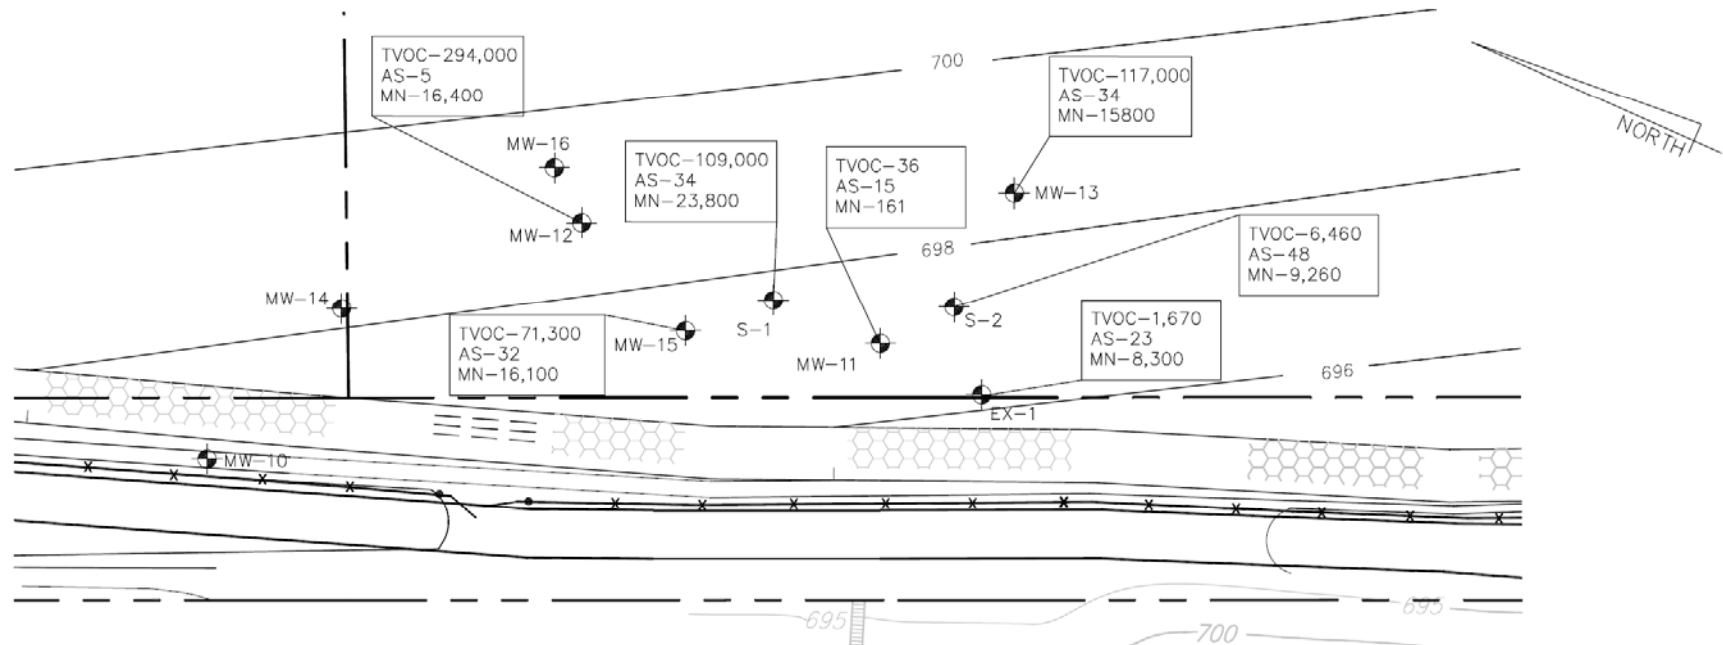 TVOC-294,000
AS-5
MN-16,400
700
TVOC-117,000
AS-34
MN-15800
NORTH
MW-16
TVOC-109,000
AS-34
MN-23,800
TVOC-36
AS-15
MN-161
MW-13
MW-12
698
TVOC-6,460
AS-48
MN-9,260
MW-14
TVOC-71,300
AS-32
MN-16,100
MW-15
S-1
MW-11
S-2
TVOC-1,670
AS-23
MN-8,300
696
EX-1
MW-10
695
695
700